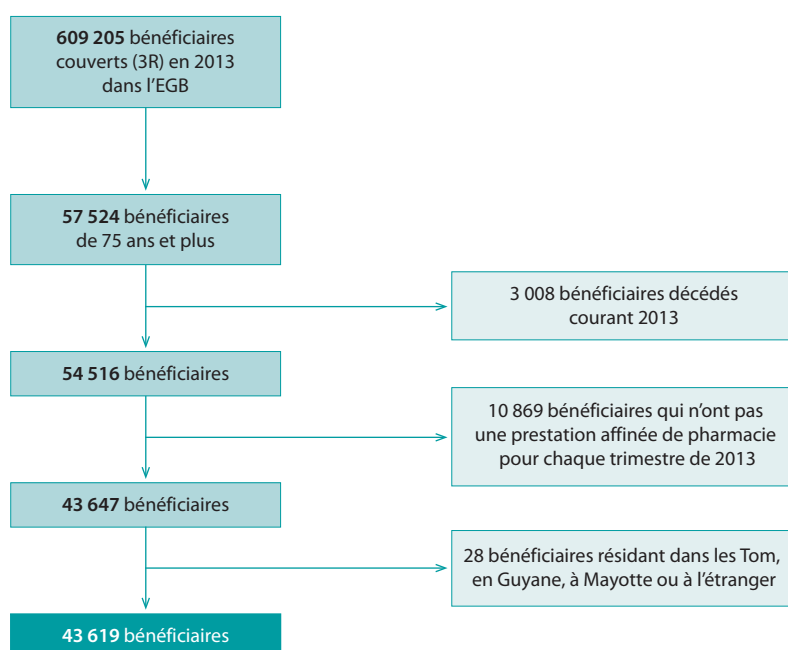 609 205 bénéficiaires
couverts (3R) en 2013
dans l’EGB
57 524 bénéficiaires
de 75 ans et plus
3 008 bénéficiaires décédés
courant 2013
54 516 bénéficiaires
10 869 bénéficiaires qui n’ont pas
une prestation affinée de pharmacie
pour chaque trimestre de 2013
43 647 bénéficiaires
28 bénéficiaires résidant dans les Tom,
en Guyane, à Mayotte ou à l’étranger
43 619 bénéficiaires